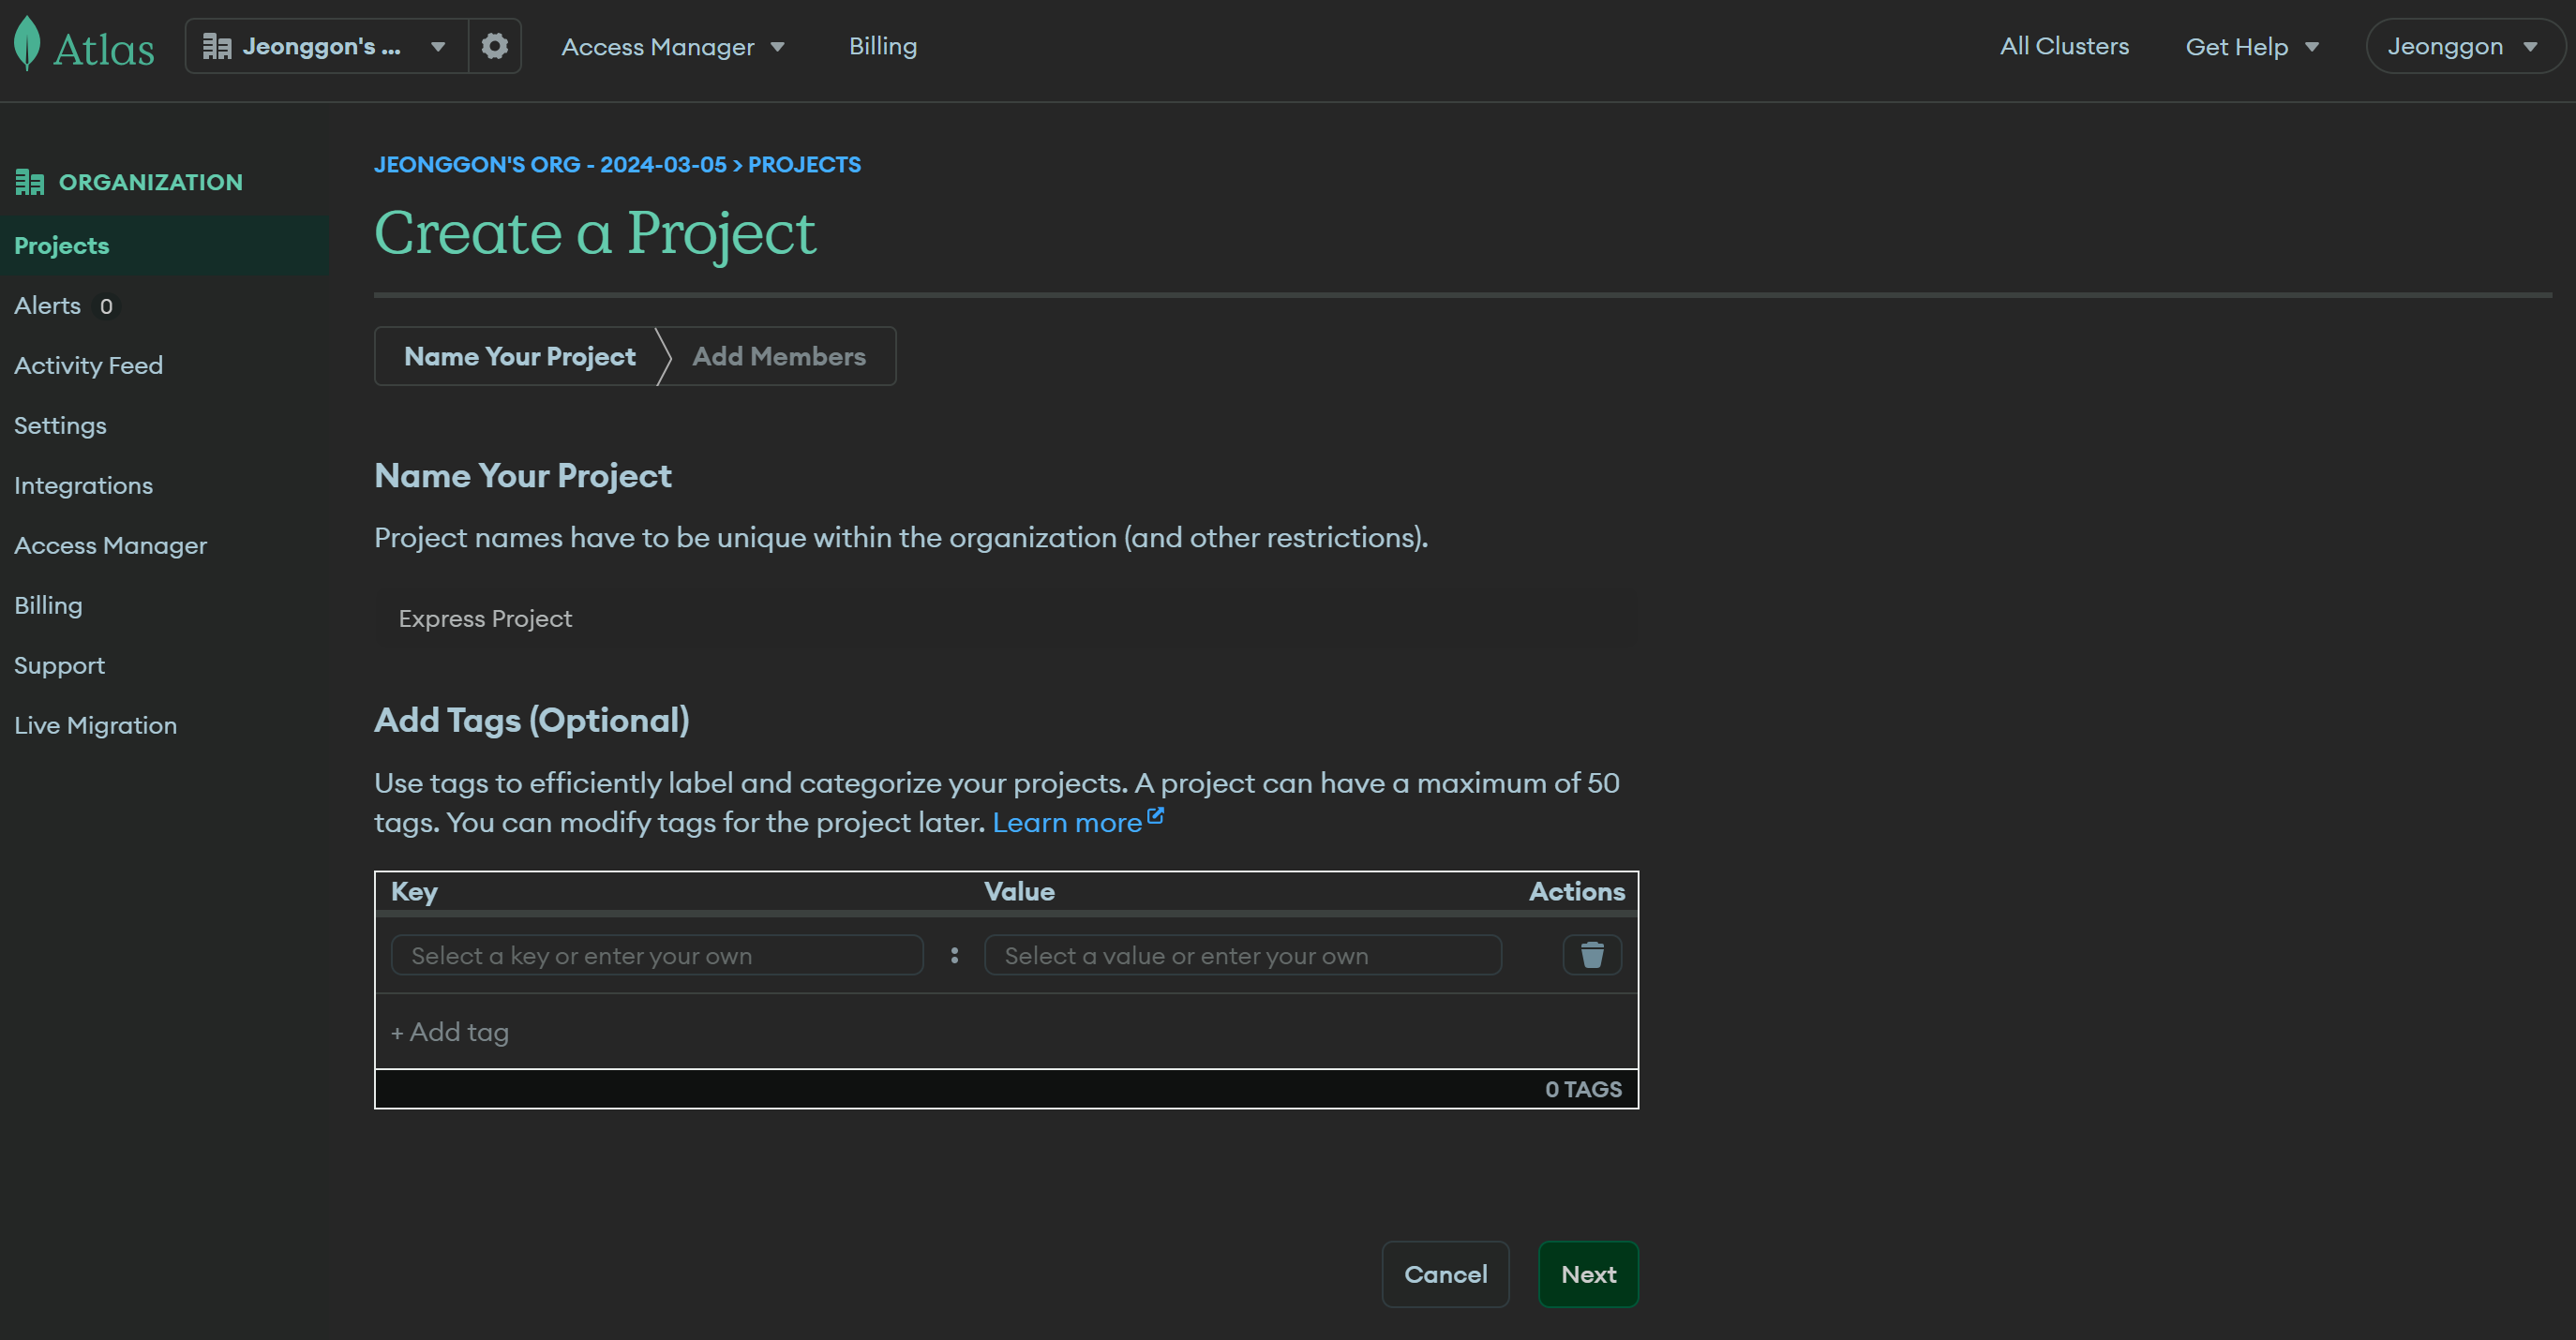 Atlas
Jeonggon's ...
Access Manager
Billing
All Clusters
Get Help
Jeonggon
ORGANIZATION
Projects
Alerts 0
Activity Feed
Settings
Integrations
Access Manager
Billing
Support
Live Migration
JEONGGON'S ORG - 2024-03-05 > PROJECTS
Create a Project
Name Your Project
Add Members
Name Your Project
Project names have to be unique within the organization (and other restrictions).
Express Project
Add Tags (Optional)
Use tags to efficiently label and categorize your projects. A project can have a maximum of 50
tags. You can modify tags for the project later. Learn more
Key Value Actions
Select a key or enter your own : Select a value or enter your own
+ Add tag
0 TAGS
Cancel
Next